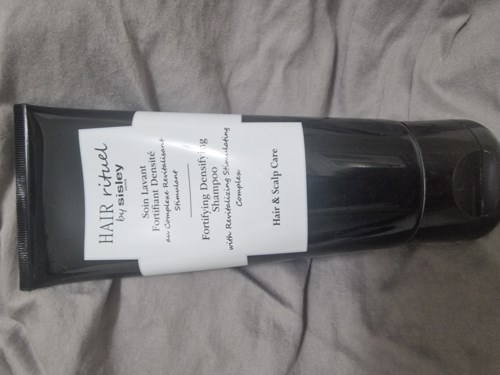 HAIR rituel
by sisley
Soin Lavant
Fortifiant Densité
au Complexe Revitalisant
Stimulant
Fortifying Densifying
Shampoo
with Revitalizing Stimulating
Complex
Hair & Scalp Care